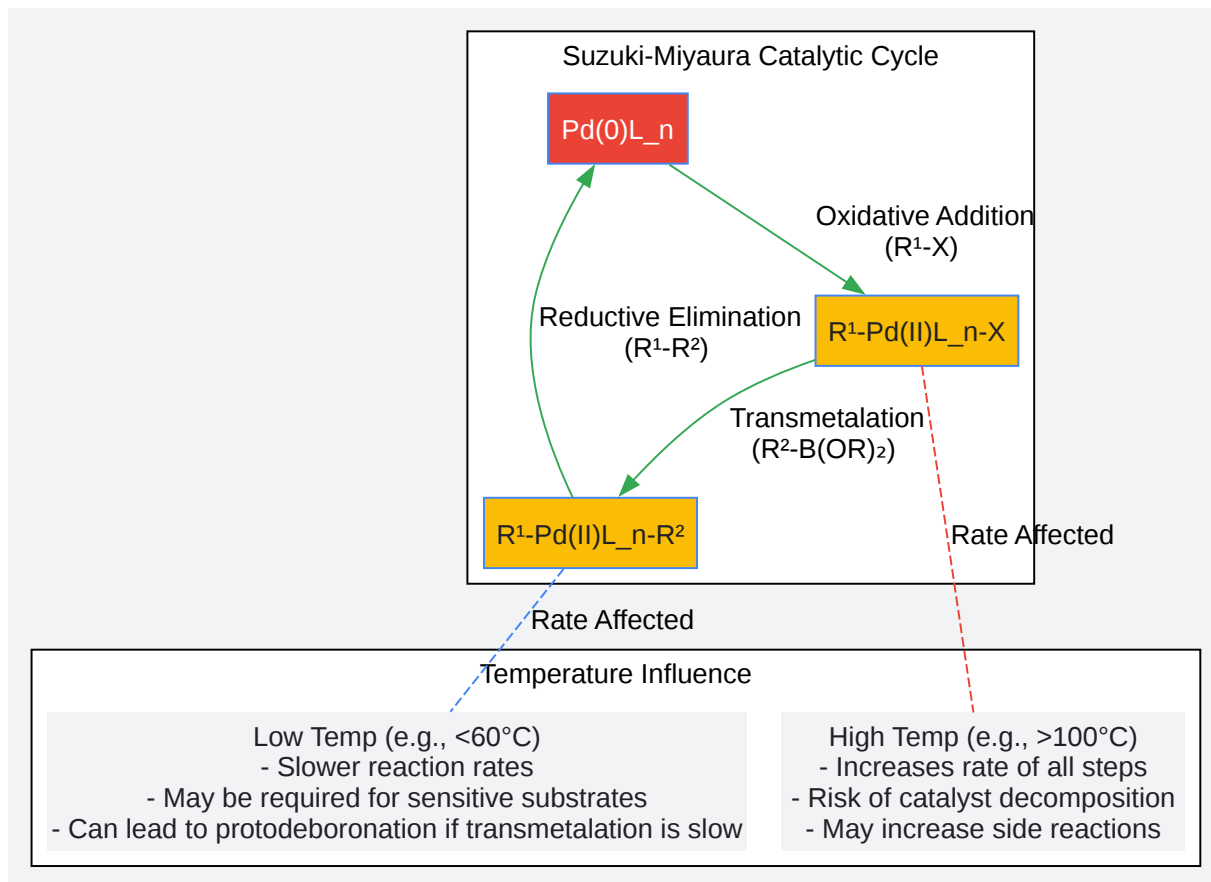 Suzuki-Miyaura Catalytic Cycle
Pd(0)L_n
Oxidative Addition
(R¹-X)
Reductive Elimination
(R¹-R²)
R¹-Pd(II)L_n-X
Transmetalation
(R²-B(OR)₂)
R¹-Pd(II)L_n-R²
Rate Affected
Rate Affected
Temperature Influence
Low Temp (e.g., <60°C)
- Slower reaction rates
- May be required for sensitive substrates
- Can lead to protodeboronation if transmetalation is slow
High Temp (e.g., >100°C)
- Increases rate of all steps
- Risk of catalyst decomposition
- May increase side reactions